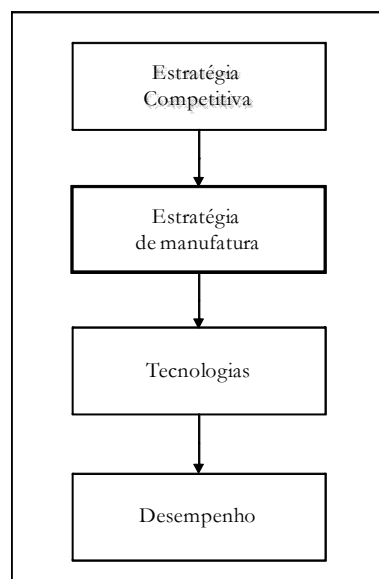 Estratégia
Competitiva
Estratégia
de manufatura
Tecnologias
Desempenho